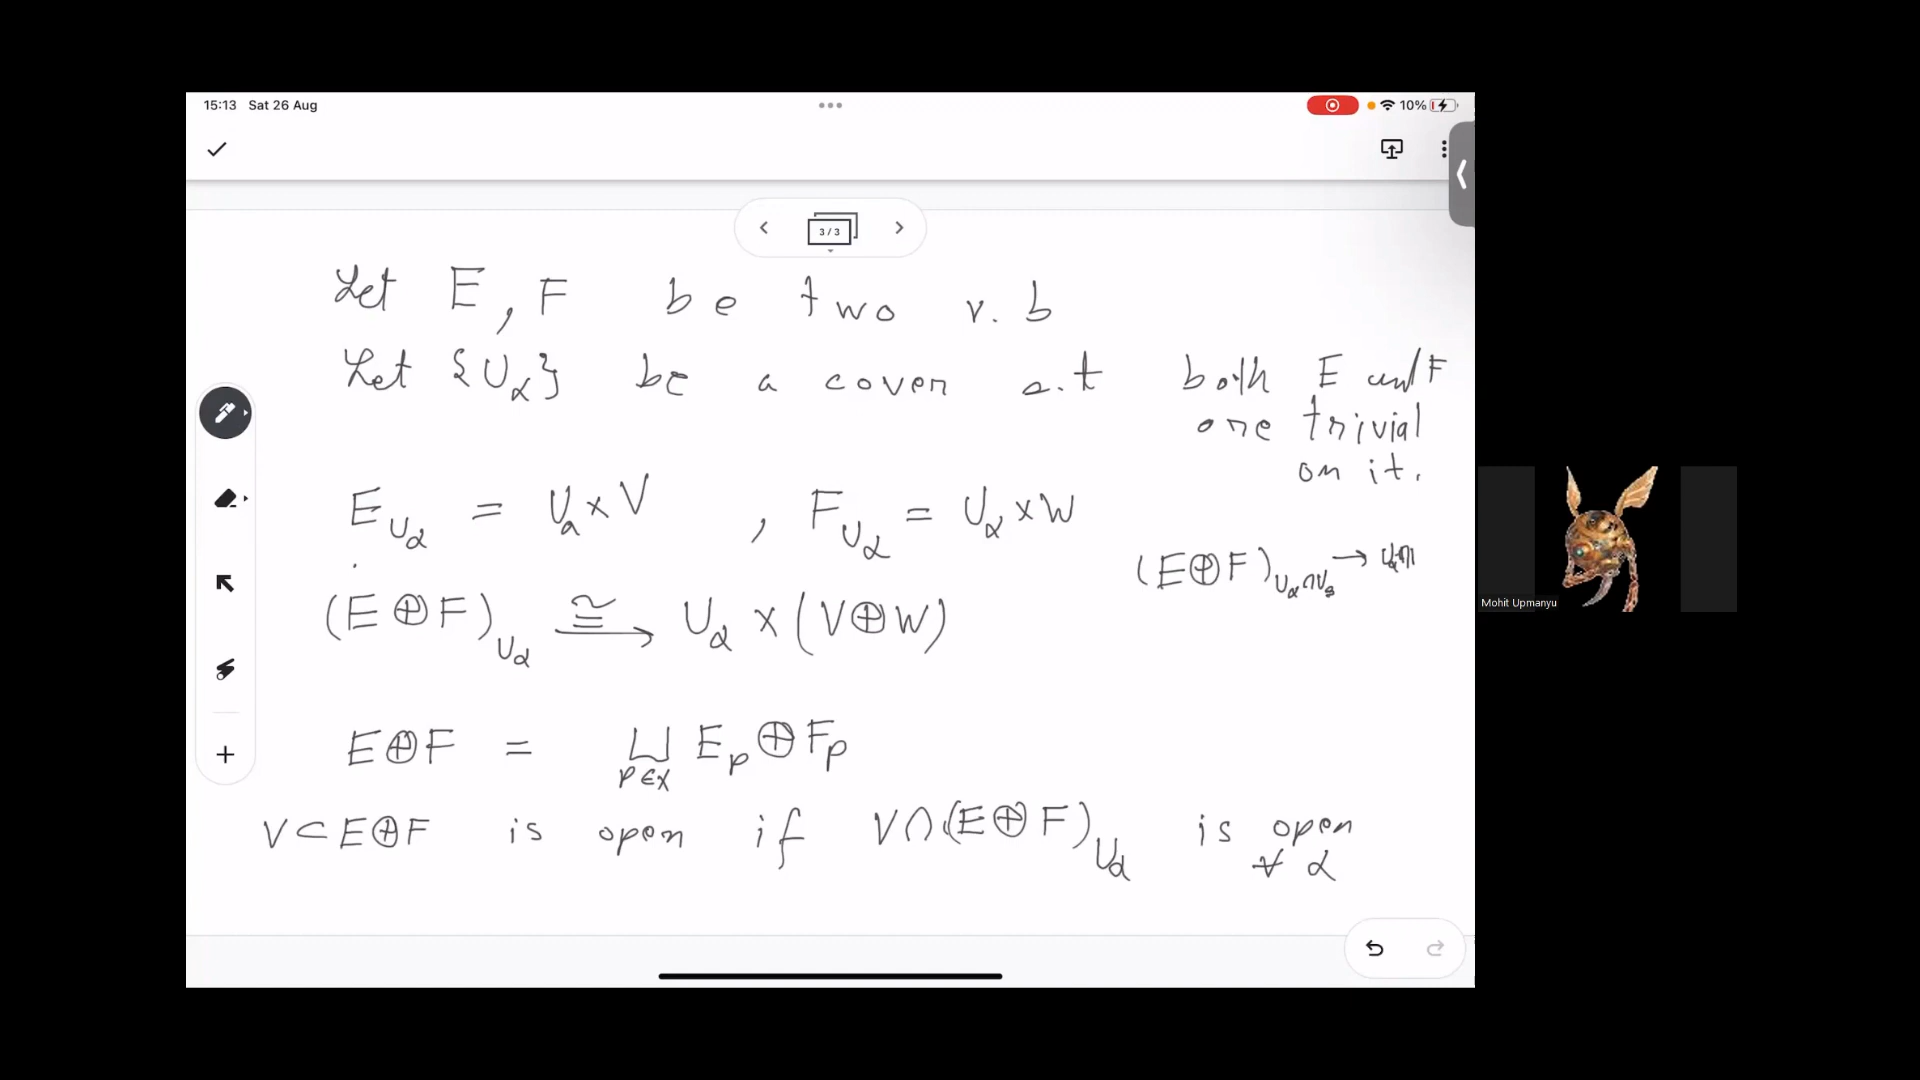 15:13 Sat 26 Aug
10%
3 / 3
Let E, F be two v. b
Let {U_α} be a cover s.t both E and F
are trivial
on it.
E_{U_α} = U_α × V , F_{U_α} = U_α × W
(E ⊕ F)_{U_α ∩ U_β} → U_α ∩
(E ⊕ F)_{U_α} ≅→ U_α × (V ⊕ W)
Mohit Upmanyu
E ⊕ F = ⊔_{p ∈ X} E_p ⊕ F_p
V ⊂ E ⊕ F is open if V ∩ (E ⊕ F)_{U_α} is open
∀ α